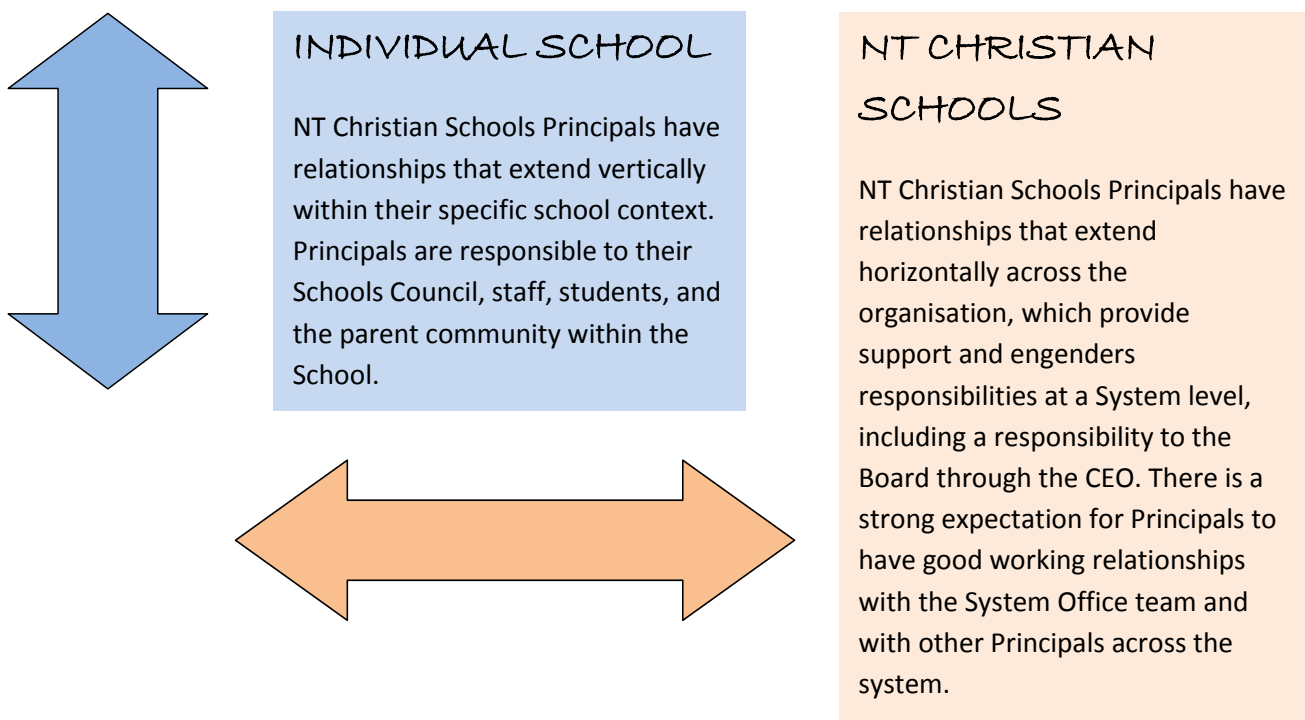 INDIVIDUAL SCHOOL
NT Christian Schools Principals have
relationships that extend vertically
within their specific school context.
Principals are responsible to their
Schools Council, staff, students, and
the parent community within the
School.
NT CHRISTIAN
SCHOOLS
NT Christian Schools Principals have
relationships that extend
horizontally across the
organisation, which provide
support and engenders
responsibilities at a System level,
including a responsibility to the
Board through the CEO. There is a
strong expectation for Principals to
have good working relationships
with the System Office team and
with other Principals across the
system.